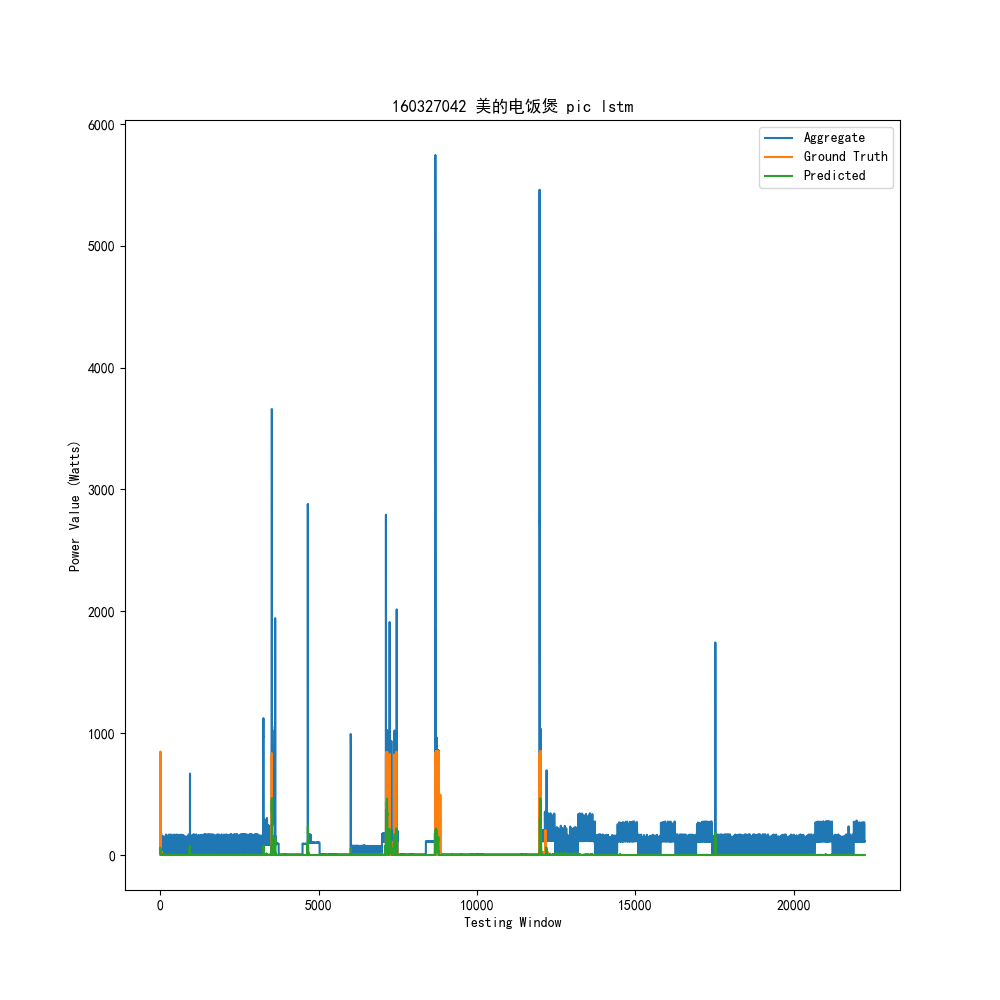 160327042 美的电饭煲 pic lstm
Aggregate
Ground Truth
Predicted
6000
5000
4000
3000
2000
1000
0
Power Value (Watts)
0 5000 10000 15000 20000
Testing Window